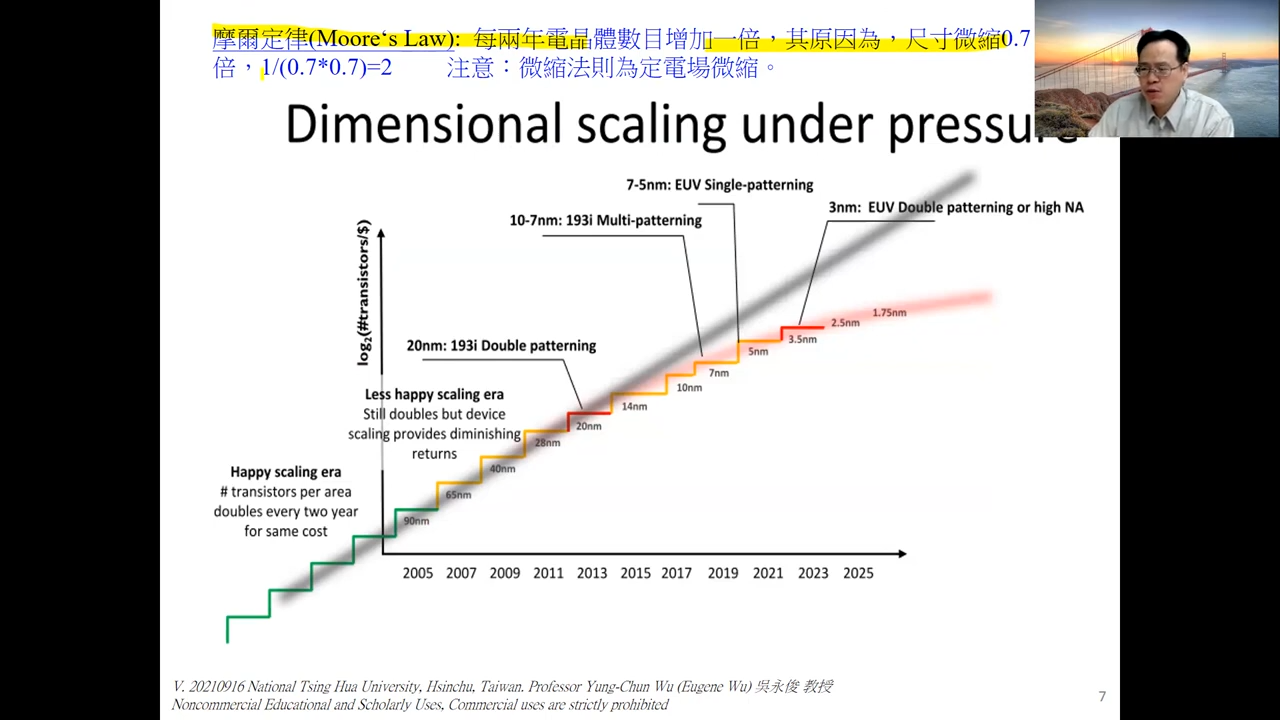 摩爾定律(Moore‘s Law): 每兩年電晶體數目增加一倍，其原因為，尺寸微縮0.7
倍，1/(0.7*0.7)=2 注意：微縮法則為定電場微縮。
Dimensional scaling under pressure
7-5nm: EUV Single-patterning
3nm: EUV Double patterning or high NA
10-7nm: 193i Multi-patterning
log2(#transistors/$)
20nm: 193i Double patterning
Less happy scaling era
Still doubles but device
scaling provides diminishing
returns
Happy scaling era
# transistors per area
doubles every two year
for same cost
90nm
65nm
40nm
28nm
20nm
14nm
10nm
7nm
5nm
3.5nm
2.5nm
1.75nm
2005 2007 2009 2011 2013 2015 2017 2019 2021 2023 2025
V. 20210916 National Tsing Hua University, Hsinchu, Taiwan. Professor Yung-Chun Wu (Eugene Wu) 吳永俊 教授
Noncommercial Educational and Scholarly Uses, Commercial uses are strictly prohibited
7